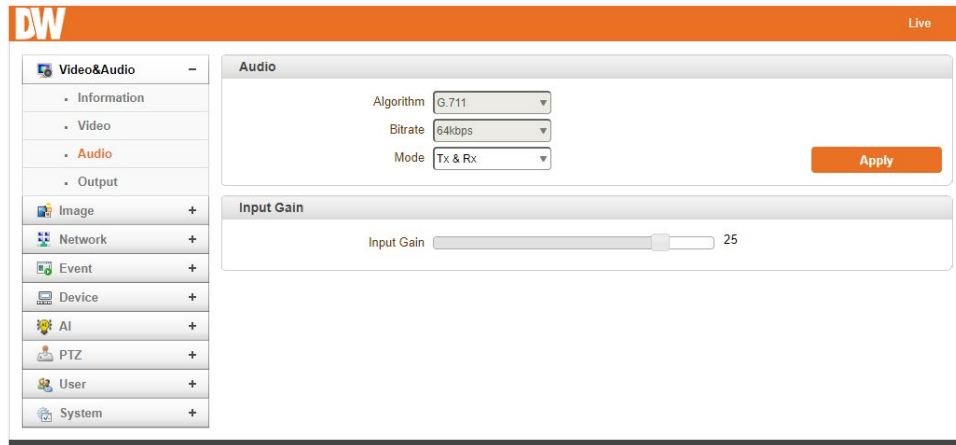 DW
Live
Video&Audio −
Information
Video
Audio
Output
Image +
Network +
Event +
Device +
AI +
PTZ +
User +
System +
Audio
Algorithm G.711
Bitrate 64kbps
Mode Tx & Rx
Apply
Input Gain
Input Gain 25